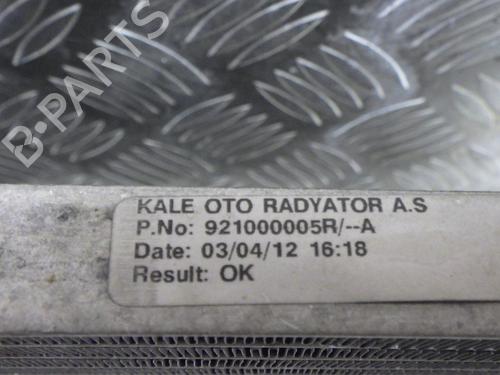 B-PARTS
KALE OTO RADYATOR A.S
P.No: 921000005R/--A
Date: 03/04/12 16:18
Result: OK